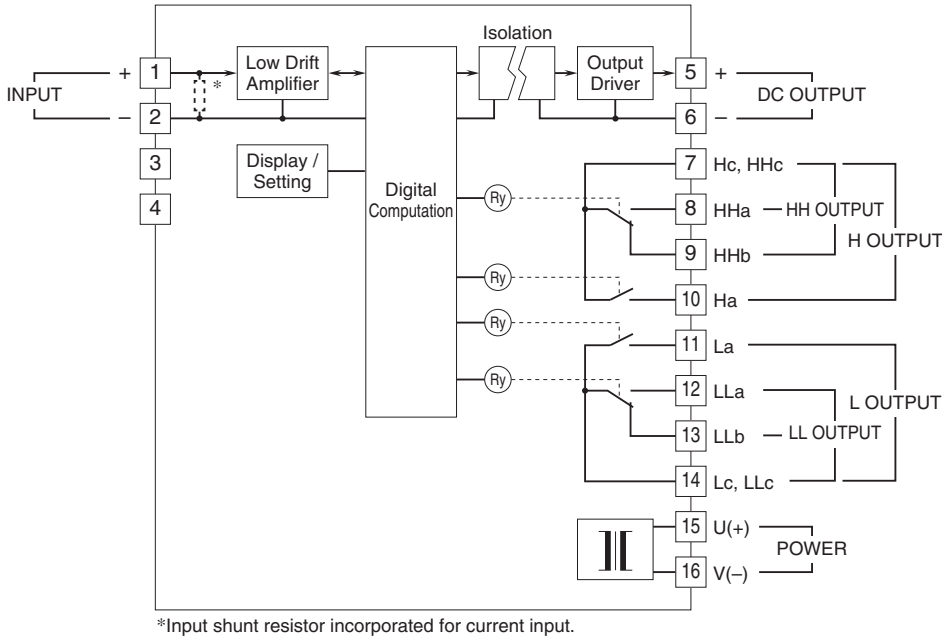 Isolation
INPUT
+
1
*
Low Drift
Amplifier
Output
Driver
5
+
DC OUTPUT
–
2
6
–
3
4
Display /
Setting
Digital
Computation
Ry
Ry
Ry
Ry
7 Hc, HHc
8 HHa HH OUTPUT
9 HHb
H OUTPUT
10 Ha
11 La
12 LLa
L OUTPUT
13 LLb LL OUTPUT
14 Lc, LLc
15 U(+)
POWER
16 V(–)
*Input shunt resistor incorporated for current input.